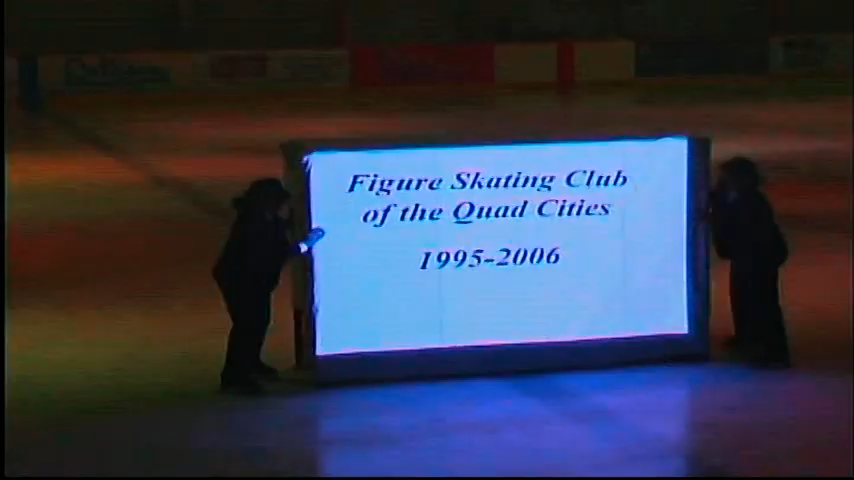 Figure Skating Club
of the Quad Cities
1995-2006